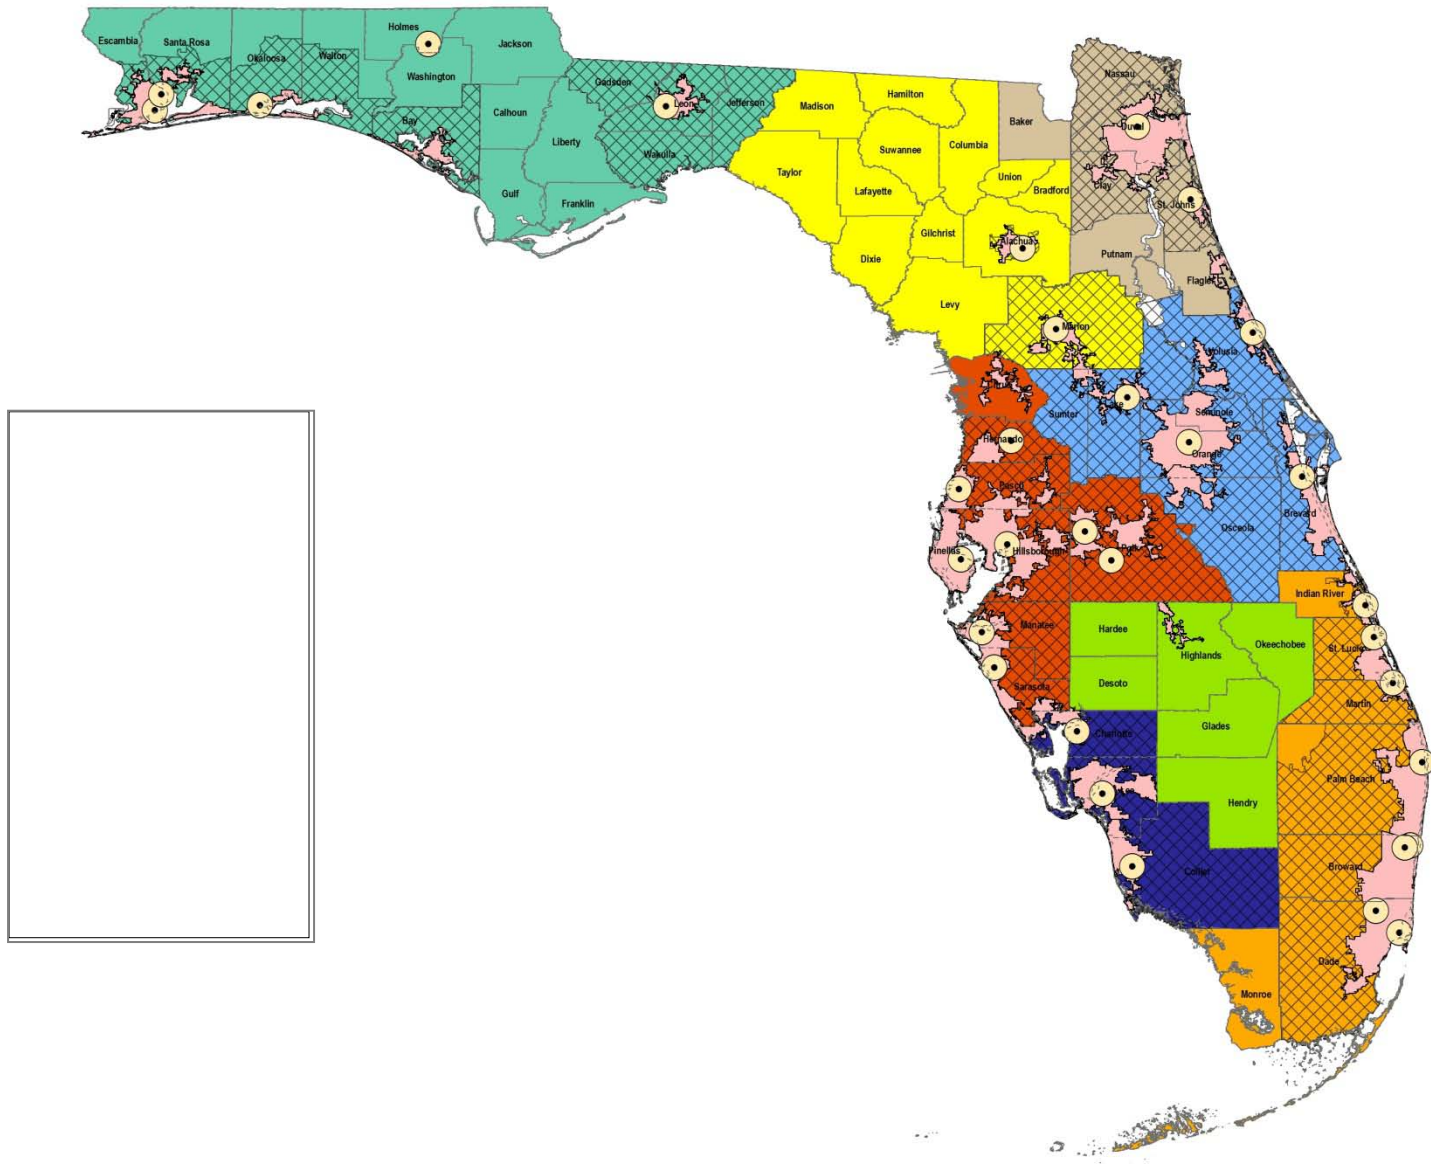 Holmes
Escambia
Santa Rosa
Okaloosa
Walton
Jackson
Washington
Nassau
Gadsden
Leon
Jefferson
Madison
Hamilton
Calhoun
Bay
Baker
Duval
Liberty
Wakulla
Suwannee
Columbia
Taylor
Union
Lafayette
Bradford
Clay
St. Johns
Gulf
Franklin
Gilchrist
Alachua
Dixie
Putnam
Flagler
Levy
Marion
Volusia
Sumter
Seminole
Hernando
Orange
Pasco
Brevard
Osceola
Pinellas
Hillsborough
Polk
Indian River
Manatee
Hardee
Okeechobee
Highlands
St. Lucie
Sarasota
Desoto
Martin
Glades
Charlotte
Palm Beach
Hendry
Broward
Collier
Dade
Monroe